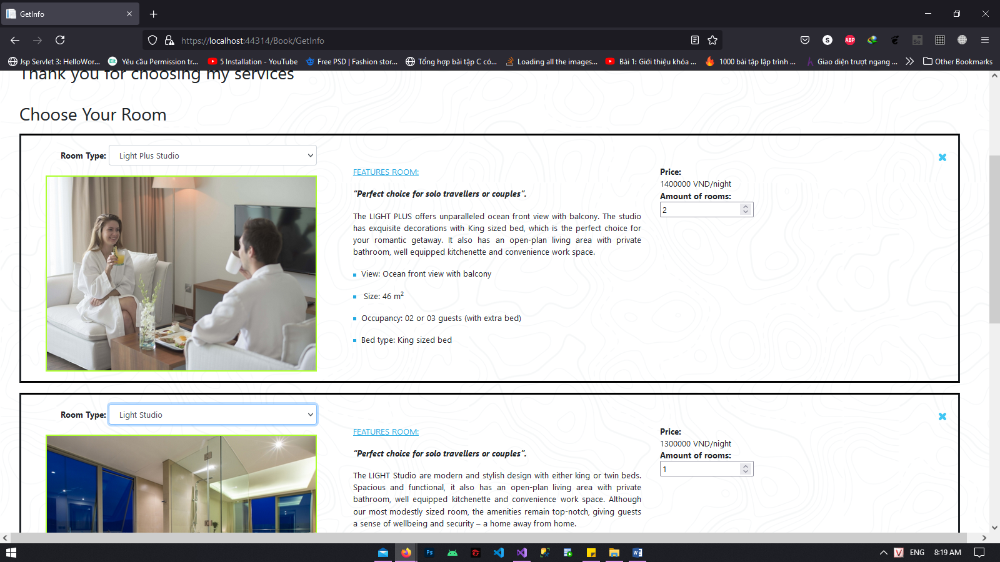 GetInfo
https://localhost:44314/Book/GetInfo
Jsp Servlet 3: HelloWor...
Yêu cầu Permission tr...
5 Installation - YouTube
Free PSD | Fashion stor...
Tổng hợp bài tập C có...
Loading all the images...
Bài 1: Giới thiệu khóa ...
1000 bài tập lập trình ...
Giao diện trượt ngang ...
Other Bookmarks
Thank you for choosing my services
Choose Your Room
Room Type: Light Plus Studio
FEATURES ROOM:
“Perfect choice for solo travellers or couples”.
The LIGHT PLUS offers unparalleled ocean front view with balcony. The studio
has exquisite decorations with King sized bed, which is the perfect choice for
your romantic getaway. It also has an open-plan living area with private
bathroom, well equipped kitchenette and convenience work space.
View: Ocean front view with balcony
Size: 46 m²
Occupancy: 02 or 03 guests (with extra bed)
Bed type: King sized bed
Price:
1400000 VND/night
Amount of rooms:
2
Room Type: Light Studio
FEATURES ROOM:
“Perfect choice for solo travellers or couples”.
The LIGHT Studio are modern and stylish design with either king or twin beds.
Spacious and functional, it also has an open-plan living area with private
bathroom, well equipped kitchenette and convenience work space. Although
our most modestly sized room, the amenities remain top-notch, giving guests
a sense of wellbeing and security – a home away from home.
Price:
1300000 VND/night
Amount of rooms:
1
ENG
8:19 AM